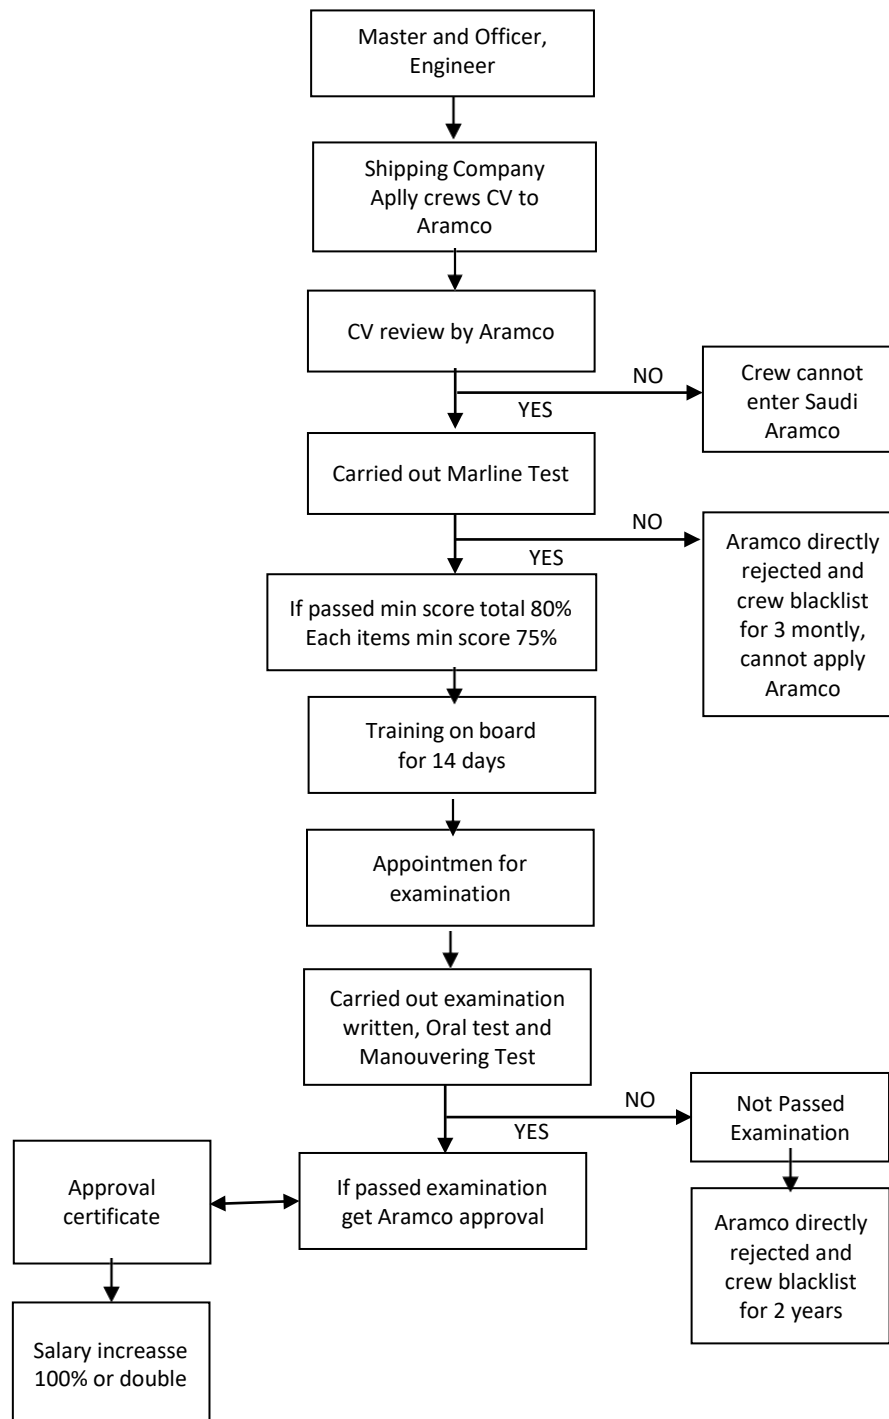 Master and Officer,
Engineer
Shipping Company
Aplly crews CV to
Aramco
CV review by Aramco
NO
YES
Crew cannot
enter Saudi
Aramco
Carried out Marline Test
NO
YES
Aramco directly
rejected and
crew blacklist
for 3 montly,
cannot apply
Aramco
If passed min score total 80%
Each items min score 75%
Training on board
for 14 days
Appointmen for
examination
Carried out examination
written, Oral test and
Manouvering Test
NO
YES
Not Passed
Examination
Approval
certificate
If passed examination
get Aramco approval
Aramco directly
rejected and
crew blacklist
for 2 years
Salary increasse
100% or double